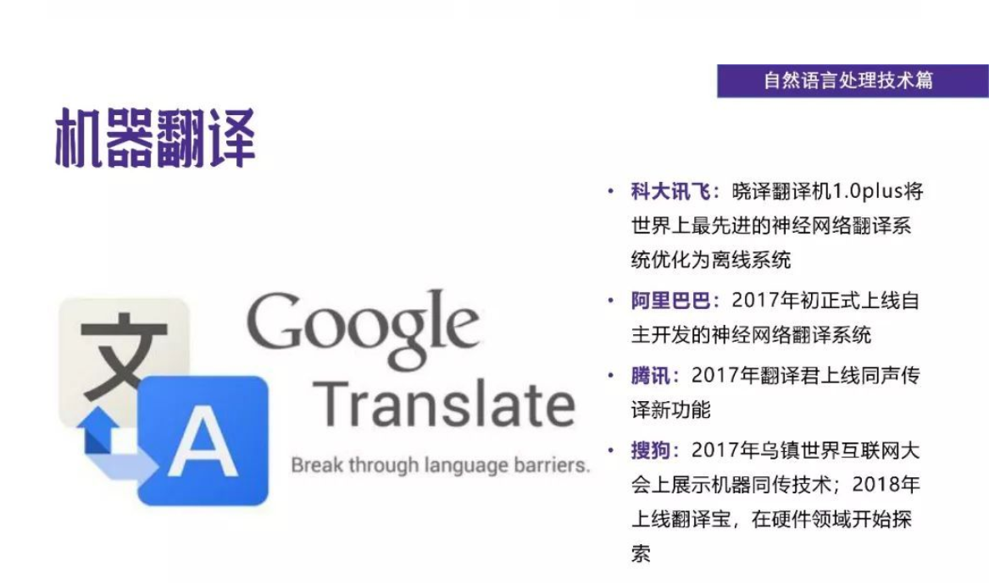 自然语言处理技术篇
机器翻译
• 科大讯飞：晓译翻译机1.0plus将
世界上最先进的神经网络翻译系
统优化为离线系统
• 阿里巴巴：2017年初正式上线自
主开发的神经网络翻译系统
• 腾讯：2017年翻译君上线同声传
译新功能
• 搜狗：2017年乌镇世界互联网大
会上展示机器同传技术；2018年
上线翻译宝，在硬件领域开始探
索
文
A
Google
Translate
Break through language barriers.